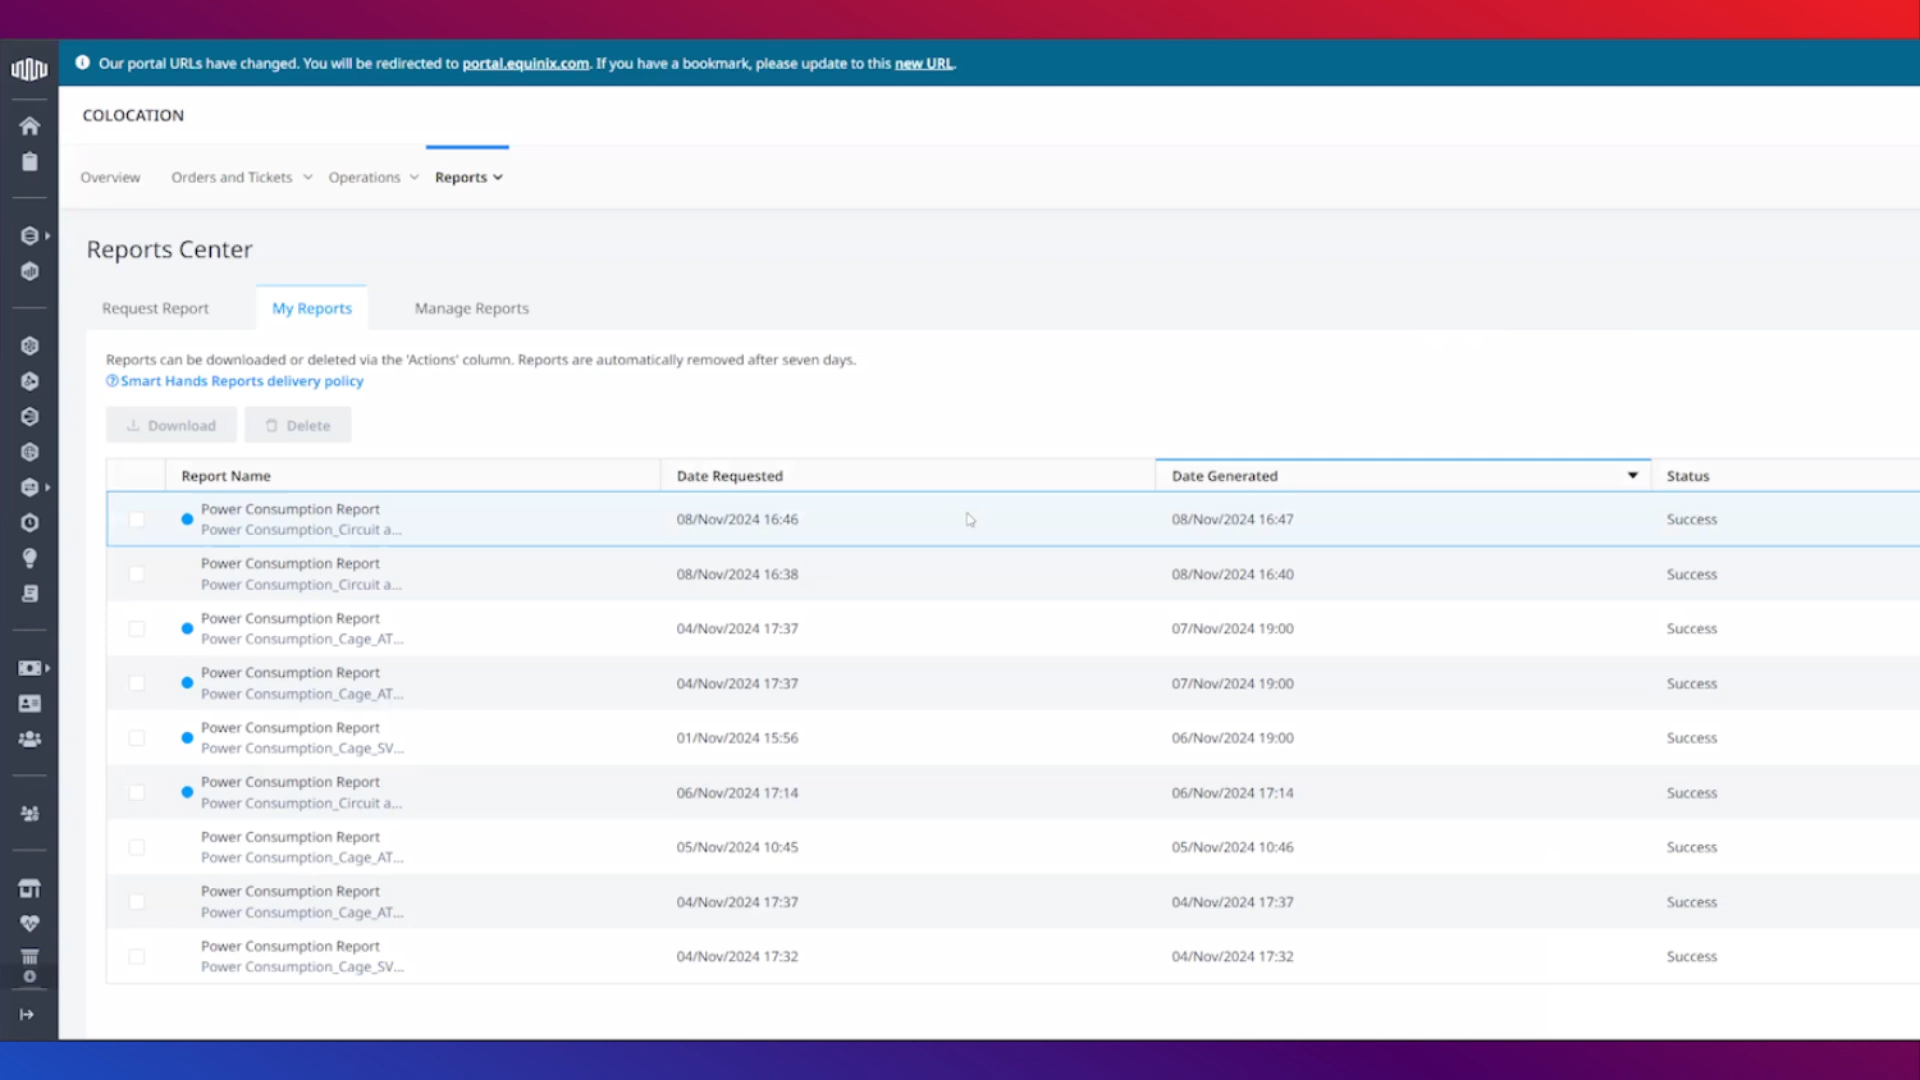 Our portal URLs have changed. You will be redirected to portal.equinix.com. If you have a bookmark, please update to this new URL.
COLOCATION
Overview Orders and Tickets Operations Reports
Reports Center
Request Report My Reports Manage Reports
Reports can be downloaded or deleted via the 'Actions' column. Reports are automatically removed after seven days.
Smart Hands Reports delivery policy
Download Delete
Report Name Date Requested Date Generated Status
Power Consumption Report
Power Consumption_Circuit a... 08/Nov/2024 16:46 08/Nov/2024 16:47 Success
Power Consumption Report
Power Consumption_Circuit a... 08/Nov/2024 16:38 08/Nov/2024 16:40 Success
Power Consumption Report
Power Consumption_Cage_AT... 04/Nov/2024 17:37 07/Nov/2024 19:00 Success
Power Consumption Report
Power Consumption_Cage_AT... 04/Nov/2024 17:37 07/Nov/2024 19:00 Success
Power Consumption Report
Power Consumption_Cage_SV... 01/Nov/2024 15:56 06/Nov/2024 19:00 Success
Power Consumption Report
Power Consumption_Circuit a... 06/Nov/2024 17:14 06/Nov/2024 17:14 Success
Power Consumption Report
Power Consumption_Cage_AT... 05/Nov/2024 10:45 05/Nov/2024 10:46 Success
Power Consumption Report
Power Consumption_Cage_AT... 04/Nov/2024 17:37 04/Nov/2024 17:37 Success
Power Consumption Report
Power Consumption_Cage_SV... 04/Nov/2024 17:32 04/Nov/2024 17:32 Success